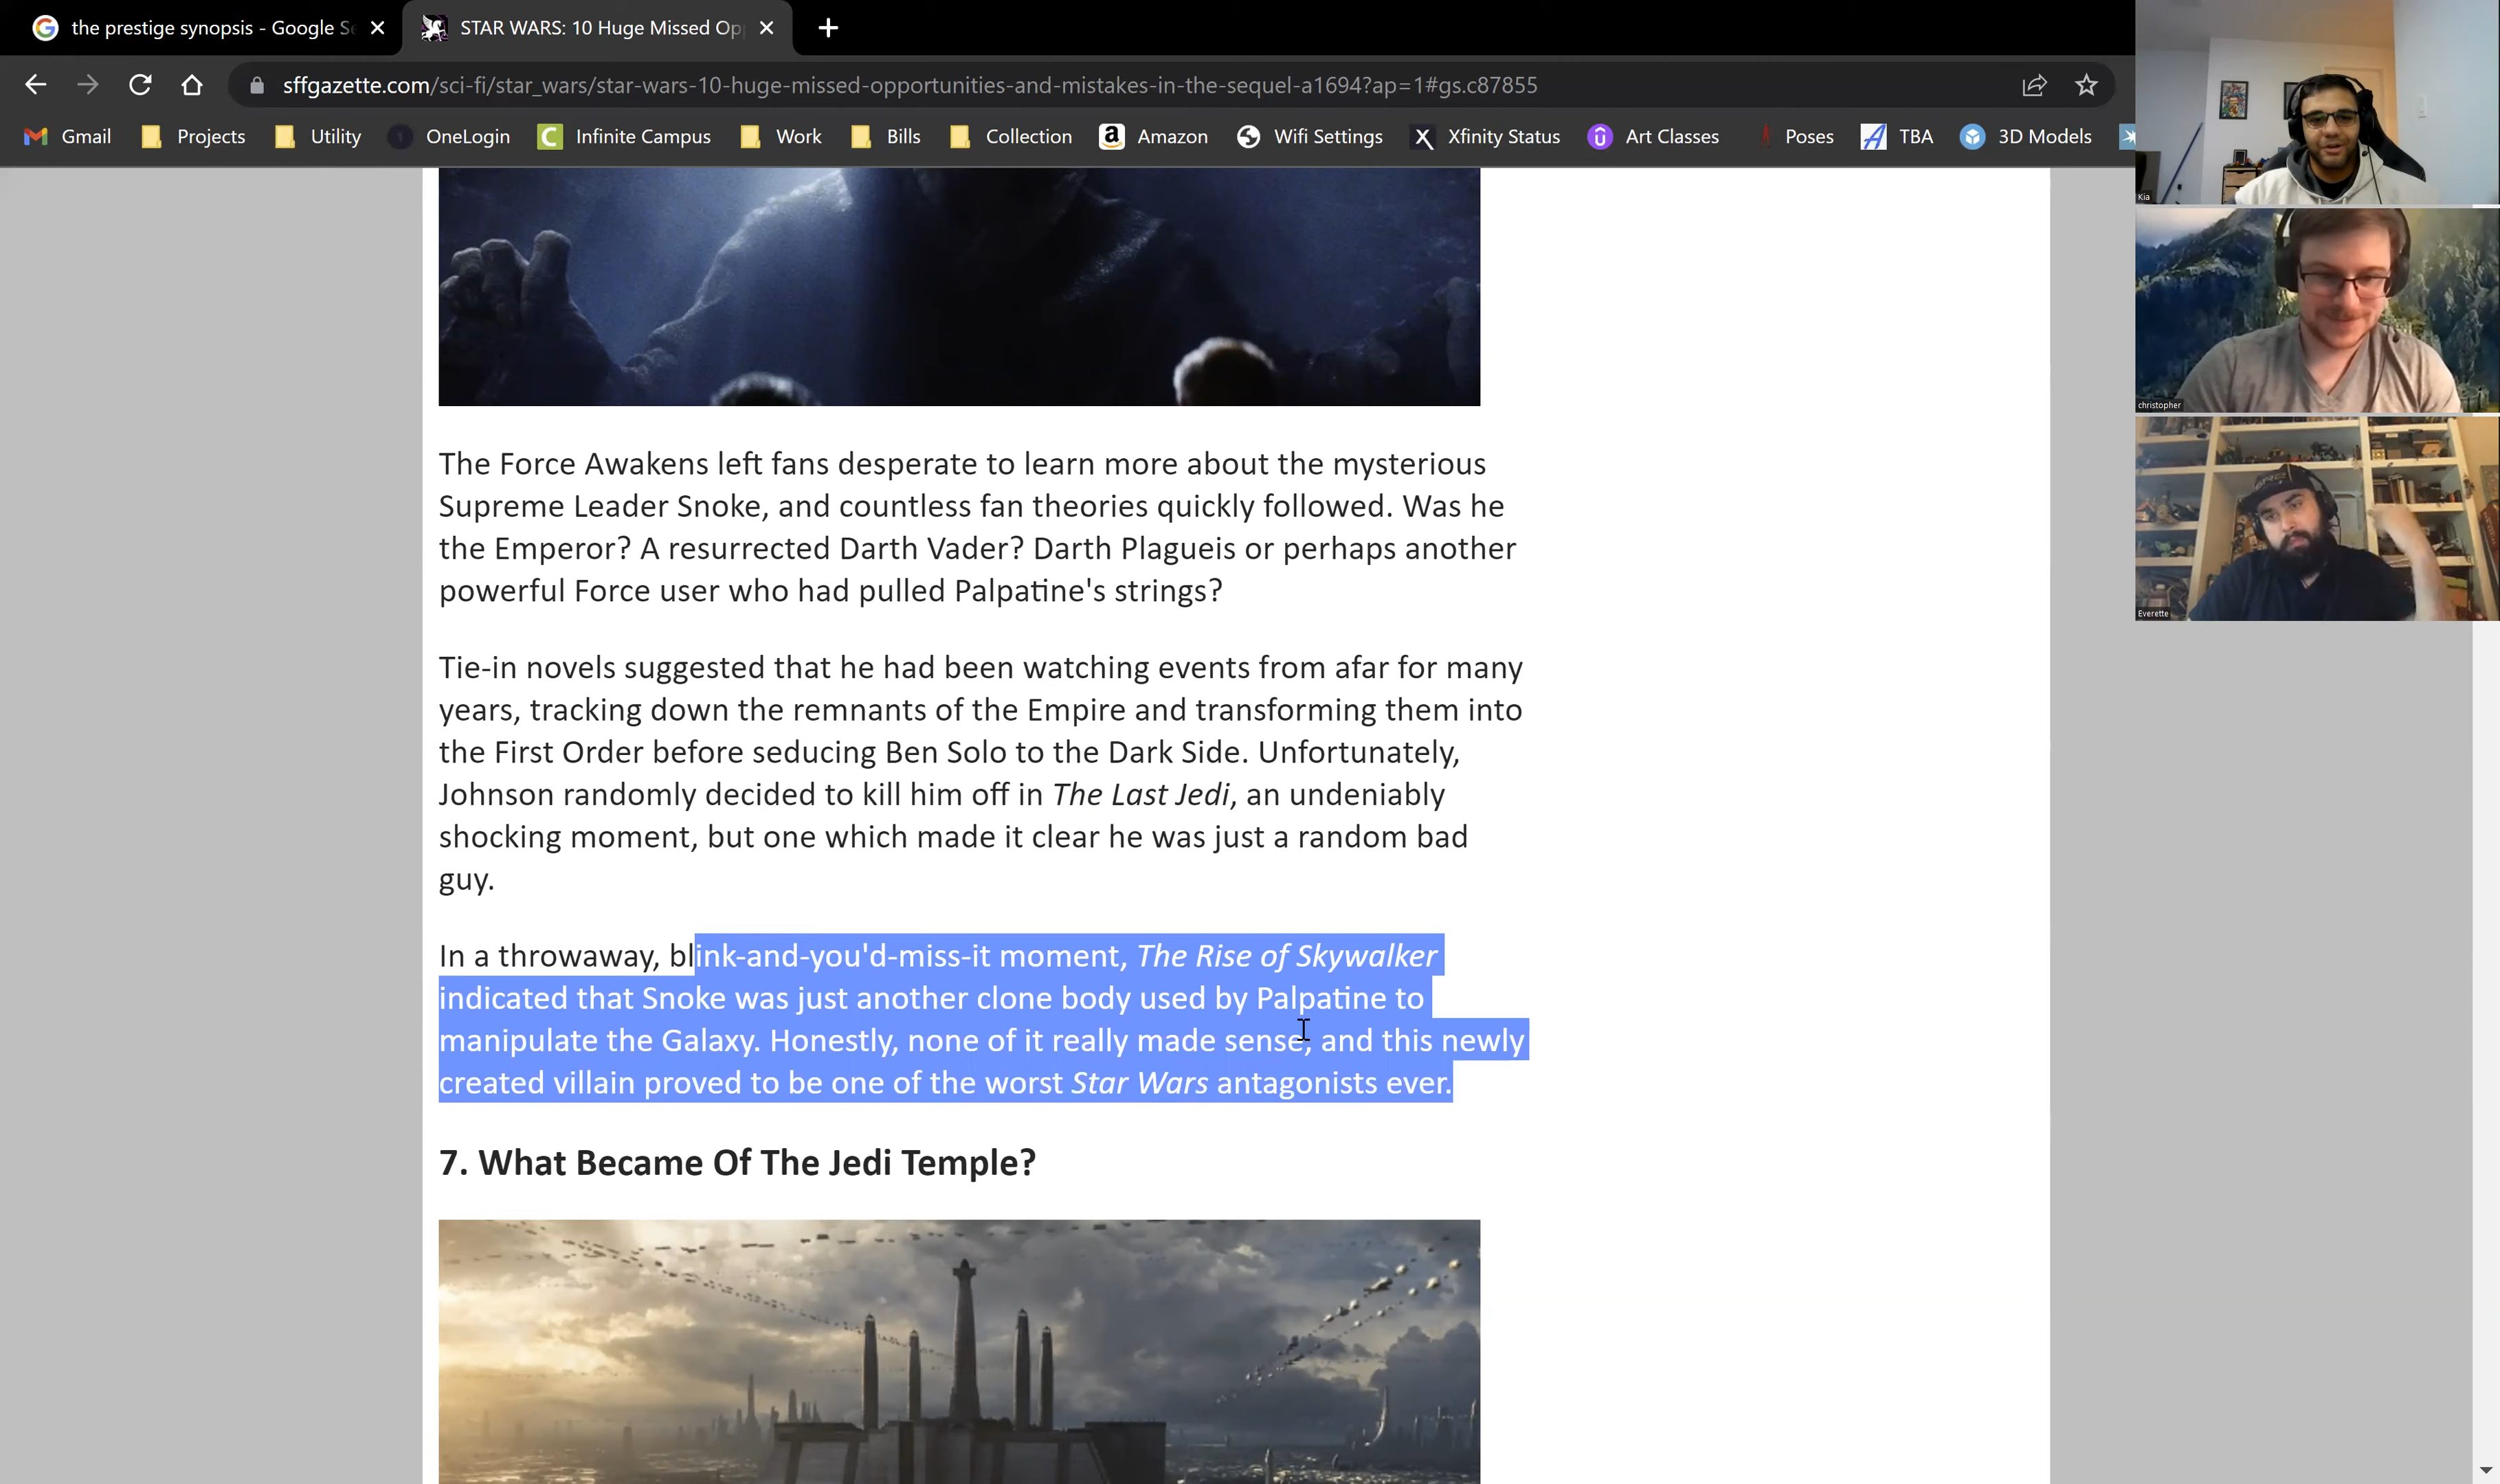 the prestige synopsis - Google Se
STAR WARS: 10 Huge Missed Opp
sffgazette.com/sci-fi/star_wars/star-wars-10-huge-missed-opportunities-and-mistakes-in-the-sequel-a1694?ap=1#gs.c87855
Gmail Projects Utility OneLogin Infinite Campus Work Bills Collection Amazon Wifi Settings Xfinity Status Art Classes Poses TBA 3D Models
Kia
christopher
Everette
The Force Awakens left fans desperate to learn more about the mysterious
Supreme Leader Snoke, and countless fan theories quickly followed. Was he
the Emperor? A resurrected Darth Vader? Darth Plagueis or perhaps another
powerful Force user who had pulled Palpatine's strings?
Tie-in novels suggested that he had been watching events from afar for many
years, tracking down the remnants of the Empire and transforming them into
the First Order before seducing Ben Solo to the Dark Side. Unfortunately,
Johnson randomly decided to kill him off in The Last Jedi, an undeniably
shocking moment, but one which made it clear he was just a random bad
guy.
In a throwaway, blink-and-you'd-miss-it moment, The Rise of Skywalker
indicated that Snoke was just another clone body used by Palpatine to
manipulate the Galaxy. Honestly, none of it really made sense, and this newly
created villain proved to be one of the worst Star Wars antagonists ever.
7. What Became Of The Jedi Temple?